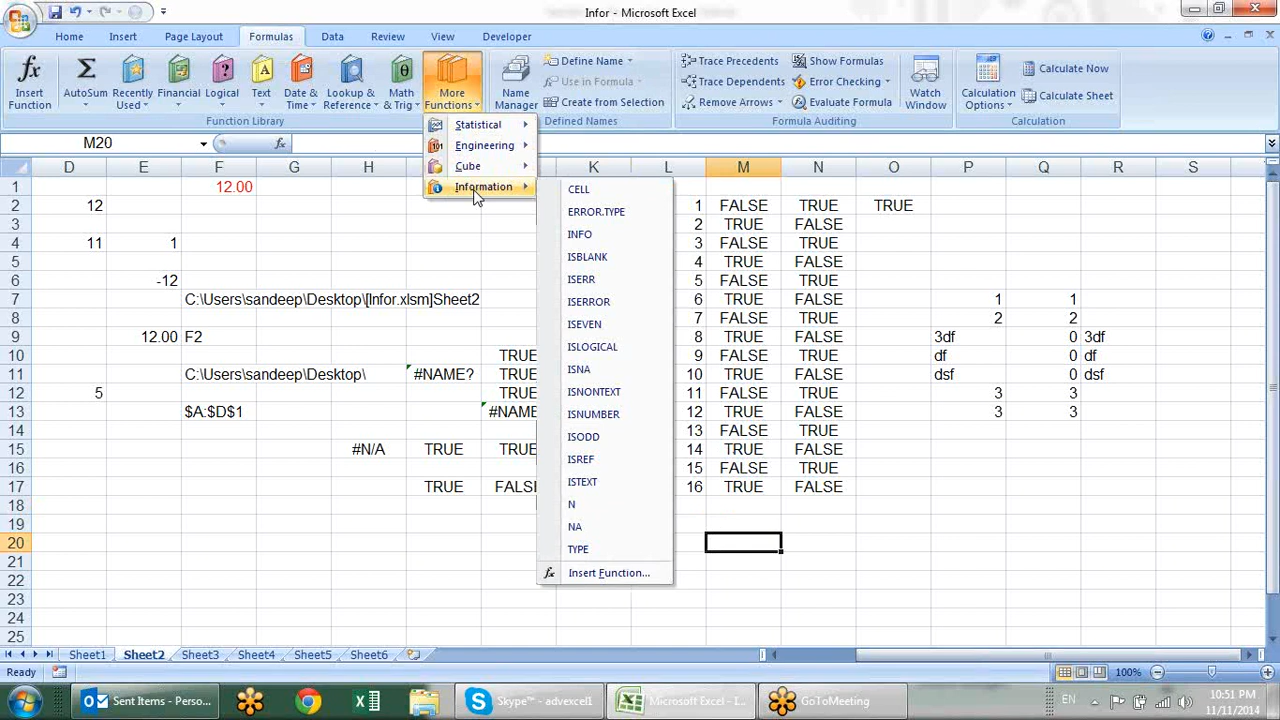 Infor - Microsoft Excel
Home Insert Page Layout Formulas Data Review View Developer
Insert Function
AutoSum
Recently Used
Financial
Logical
Text
Date & Time
Lookup & Reference
Math & Trig
More Functions
Name Manager
Define Name
Use in Formula
Create from Selection
Trace Precedents
Trace Dependents
Remove Arrows
Show Formulas
Error Checking
Evaluate Formula
Watch Window
Calculation Options
Calculate Now
Calculate Sheet
Function Library Defined Names Formula Auditing Calculation
M20 fx
Statistical
Engineering
Cube
Information
CELL
ERROR.TYPE
INFO
ISBLANK
ISERR
ISERROR
ISEVEN
ISLOGICAL
ISNA
ISNONTEXT
ISNUMBER
ISODD
ISREF
ISTEXT
N
NA
TYPE
fx Insert Function...
D E F G H K L M N O P Q R S
1 12.00
2 12 1 FALSE TRUE TRUE
3 2 TRUE FALSE
4 11 1 3 FALSE TRUE
5 4 TRUE FALSE
6 -12 5 FALSE TRUE
7 C:\Users\sandeep\Desktop\[Infor.xlsm]Sheet2 6 TRUE FALSE 1 1
8 7 FALSE TRUE 2 2
9 12.00 F2 8 TRUE FALSE 3df 0 3df
10 TRUE 9 FALSE TRUE df 0 df
11 C:\Users\sandeep\Desktop\ #NAME? TRUE 10 TRUE FALSE dsf 0 dsf
12 5 TRUE 11 FALSE TRUE 3 3
13 $A:$D$1 #NAME 12 TRUE FALSE 3 3
14 13 FALSE TRUE
15 #N/A TRUE TRUE 14 TRUE FALSE
16 15 FALSE TRUE
17 TRUE FALSE 16 TRUE FALSE
18
19
20
21
22
23
24
25
Sheet1 Sheet2 Sheet3 Sheet4 Sheet5 Sheet6
Ready 100%
Sent Items - Perso... Skype™ - advexcel1 Microsoft Excel - I... GoToMeeting EN 10:51 PM
11/11/2014